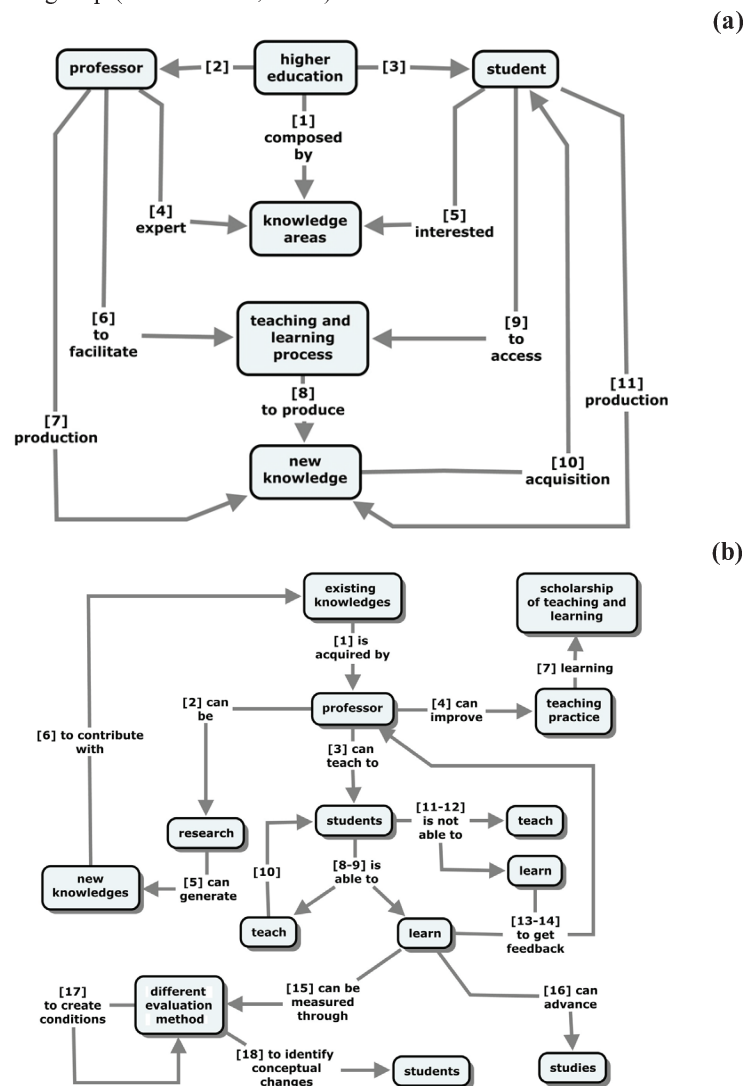 (a)
professor
[2]
higher
education
[3]
student
[1]
composed
by
[4]
expert
knowledge
areas
[5]
interested
[6]
to
facilitate
teaching and
learning
process
[9]
to
access
[8]
to produce
[11]
production
[7]
production
new
knowledge
[10]
acquisition
(b)
existing
knowledges
scholarship
of teaching and
learning
[1] is
acquired by
[7] learning
[2] can
be
professor
[4] can
improve
teaching
practice
[6] to contribute
with
[3] can
teach to
research
students
[11-12]
is not
able to
teach
new
knowledges
[5] can
generate
[10]
[8-9] is
able to
learn
teach
learn
[13-14]
to get
feedback
[17]
to create
conditions
different
evaluation
method
[15] can be
measured
through
[16] can
advance
[18] to identify
conceptual
changes
students
studies